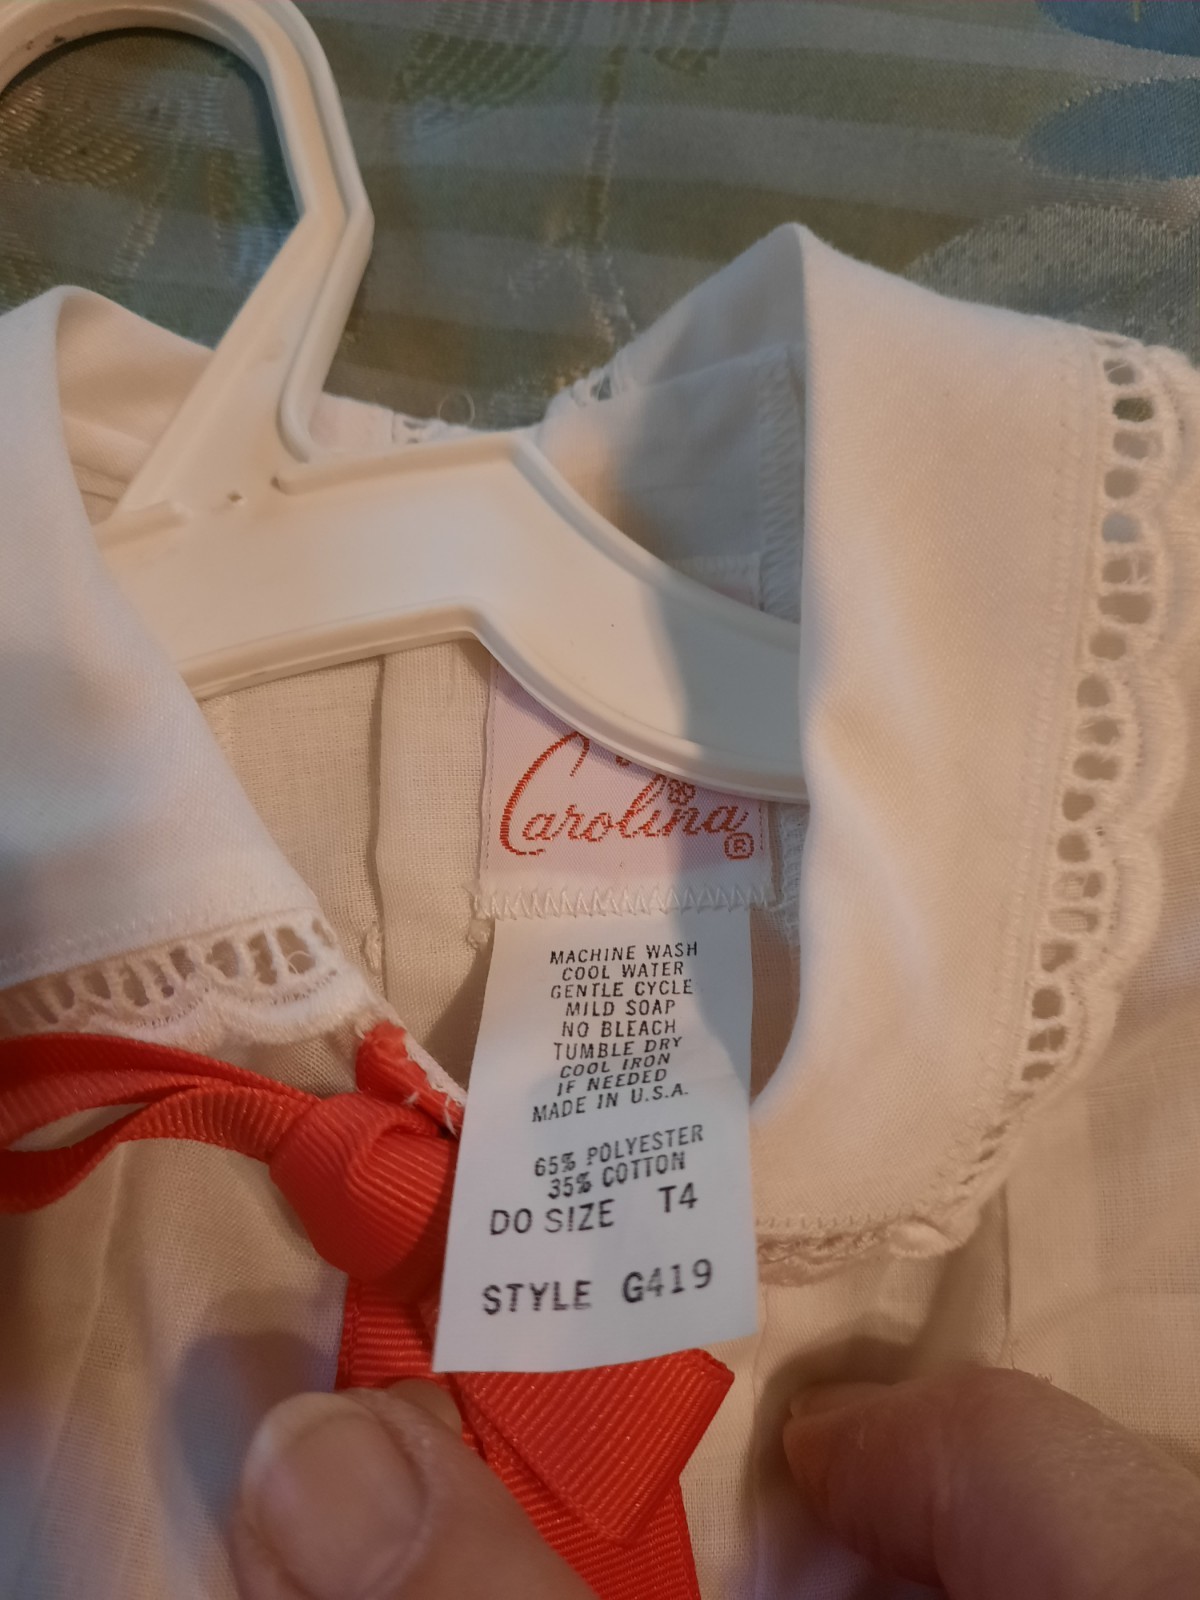 Carolina ®
MACHINE WASH
COOL WATER
GENTLE CYCLE
MILD SOAP
NO BLEACH
TUMBLE DRY
COOL IRON
IF NEEDED
MADE IN U.S.A.
65% POLYESTER
35% COTTON
DO SIZE T4
STYLE G419